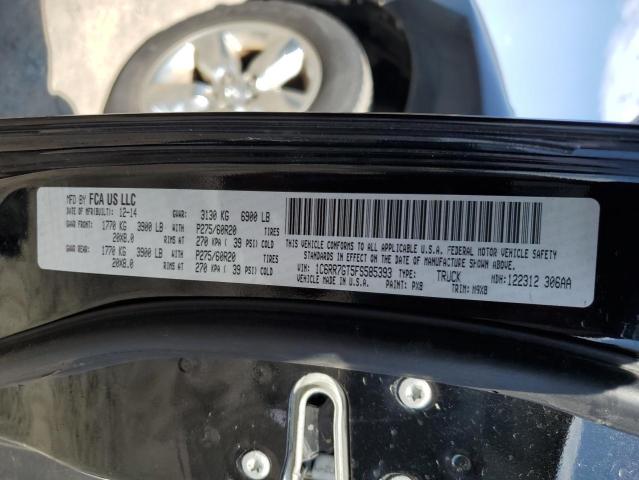 MFD BY FCA US LLC
DATE OF MFR(BUILT): 12-14 GVWR: 3130 KG 6900 LB
GAWR FRONT: 1770 KG 3900 LB WITH P275/60R20 TIRES
20X8.0 RIMS AT 270 KPA ( 39 PSI) COLD
GAWR REAR: 1770 KG 3900 LB WITH P275/60R20 TIRES
20X8.0 RIMS AT 270 KPA ( 39 PSI) COLD
THIS VEHICLE CONFORMS TO ALL APPLICABLE U.S.A. FEDERAL MOTOR VEHICLE SAFETY
STANDARDS IN EFFECT ON THE DATE OF MANUFACTURE SHOWN ABOVE.
VIN: 1C6RR7GT5FS505393 TYPE: TRUCK MDH:122312 306AA
VEHICLE MADE IN U.S.A. PAINT: PX8 TRIM: M9X8